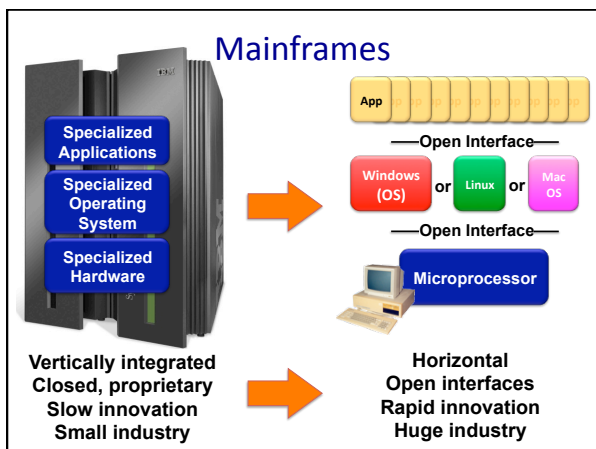 Mainframes
IBM
Specialized
Applications
Specialized
Operating
System
Specialized
Hardware
Vertically integrated
Closed, proprietary
Slow innovation
Small industry
App
Open Interface
Windows
(OS)
or
Linux
or
Mac
OS
Open Interface
Microprocessor
Horizontal
Open interfaces
Rapid innovation
Huge industry